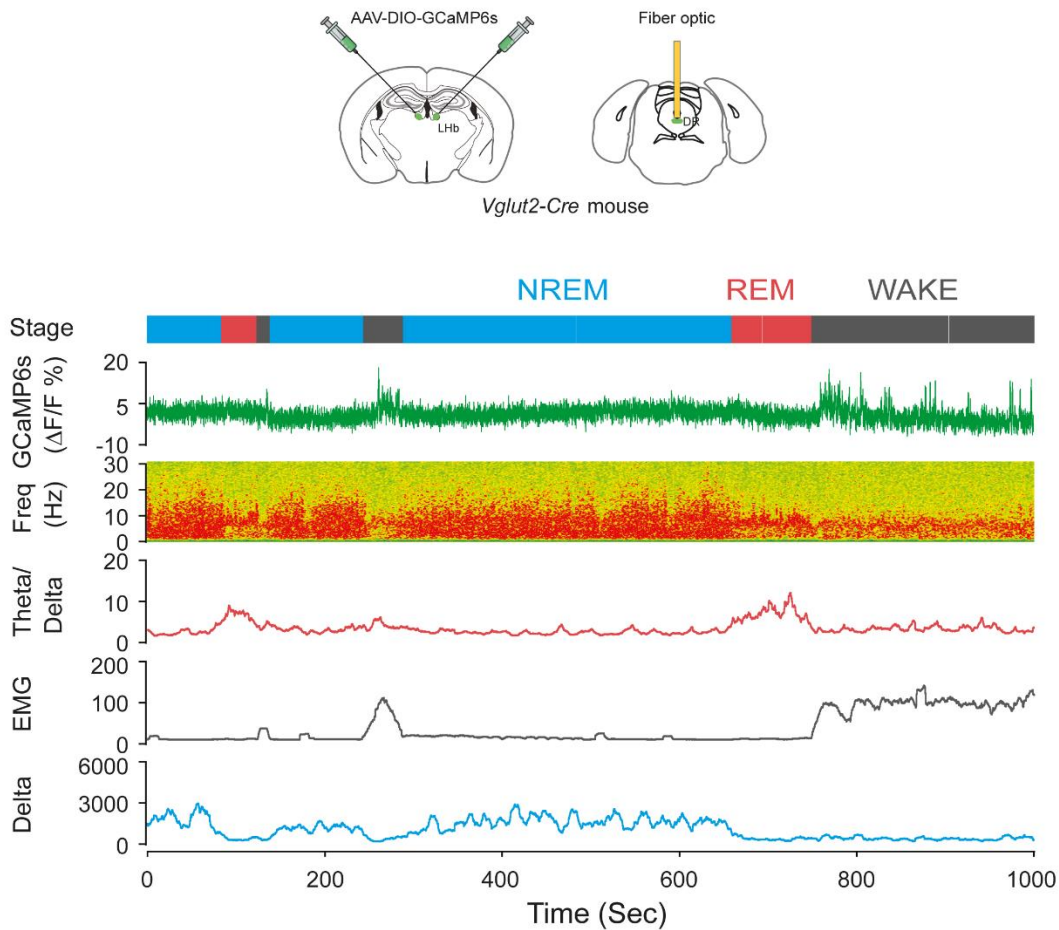 AAV-DIO-GCaMP6s
Fiber optic
LHb
DR
Vglut2-Cre mouse
NREM
REM
WAKE
Stage
GCaMP6s
(ΔF/F %)
20
5
-10
Freq
(Hz)
30
20
10
0
Theta/
Delta
20
10
0
EMG
200
100
0
Delta
6000
3000
0
0
200
400
600
800
1000
Time (Sec)